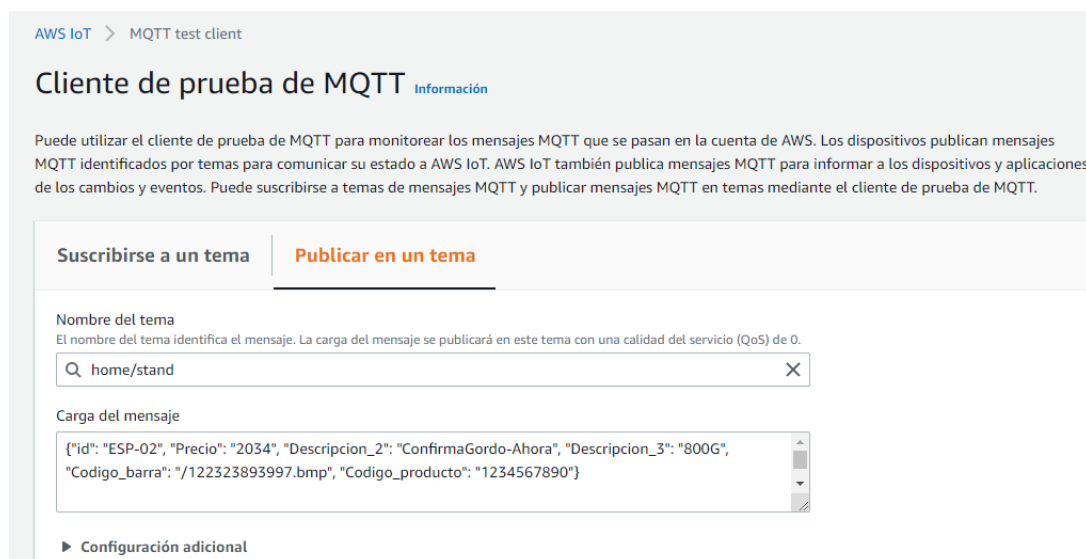 AWS IoT > MQTT test client
Cliente de prueba de MQTT Información
Puede utilizar el cliente de prueba de MQTT para monitorear los mensajes MQTT que se pasan en la cuenta de AWS. Los dispositivos publican mensajes
MQTT identificados por temas para comunicar su estado a AWS IoT. AWS IoT también publica mensajes MQTT para informar a los dispositivos y aplicaciones
de los cambios y eventos. Puede suscribirse a temas de mensajes MQTT y publicar mensajes MQTT en temas mediante el cliente de prueba de MQTT.
Suscribirse a un tema Publicar en un tema
Nombre del tema
El nombre del tema identifica el mensaje. La carga del mensaje se publicará en este tema con una calidad del servicio (QoS) de 0.
home/stand
Carga del mensaje
{"id": "ESP-02", "Precio": "2034", "Descripcion_2": "ConfirmaGordo-Ahora", "Descripcion_3": "800G",
"Codigo_barra": "/122323893997.bmp", "Codigo_producto": "1234567890"}
Configuración adicional